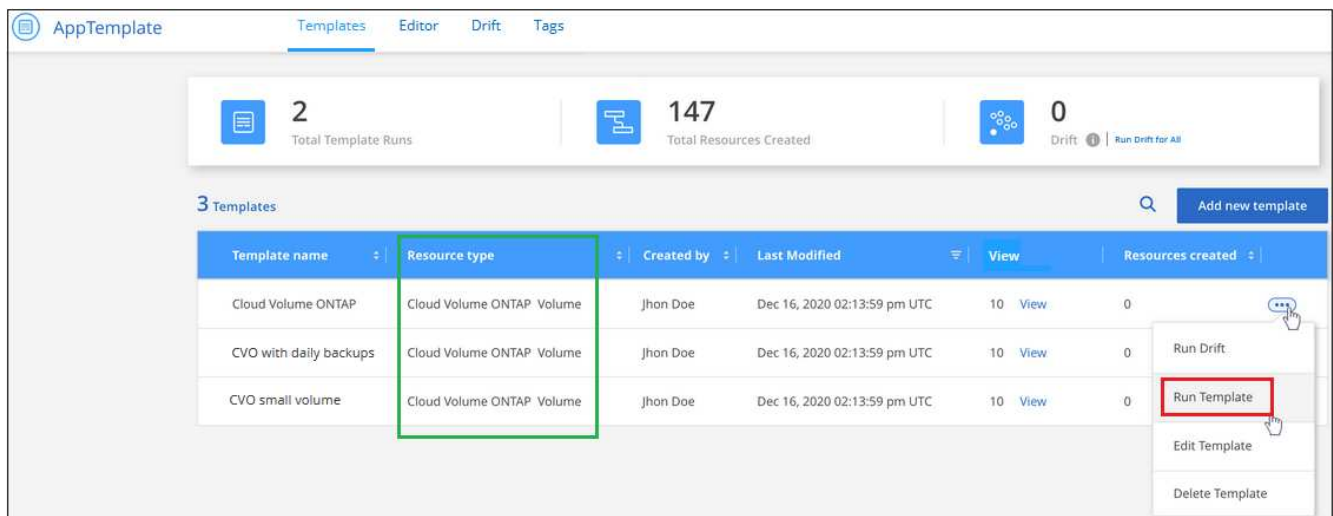 AppTemplate Templates Editor Drift Tags
2 147 0
Total Template Runs Total Resources Created Drift i Run Drift for All
3 Templates Add new template
Template name Resource type Created by Last Modified View Resources created
Cloud Volume ONTAP Cloud Volume ONTAP Volume Jhon Doe Dec 16, 2020 02:13:59 pm UTC 10 View 0
Run Drift
CVO with daily backups Cloud Volume ONTAP Volume Jhon Doe Dec 16, 2020 02:13:59 pm UTC 10 View 0
Run Template
CVO small volume Cloud Volume ONTAP Volume Jhon Doe Dec 16, 2020 02:13:59 pm UTC 10 View 0
Edit Template
Delete Template